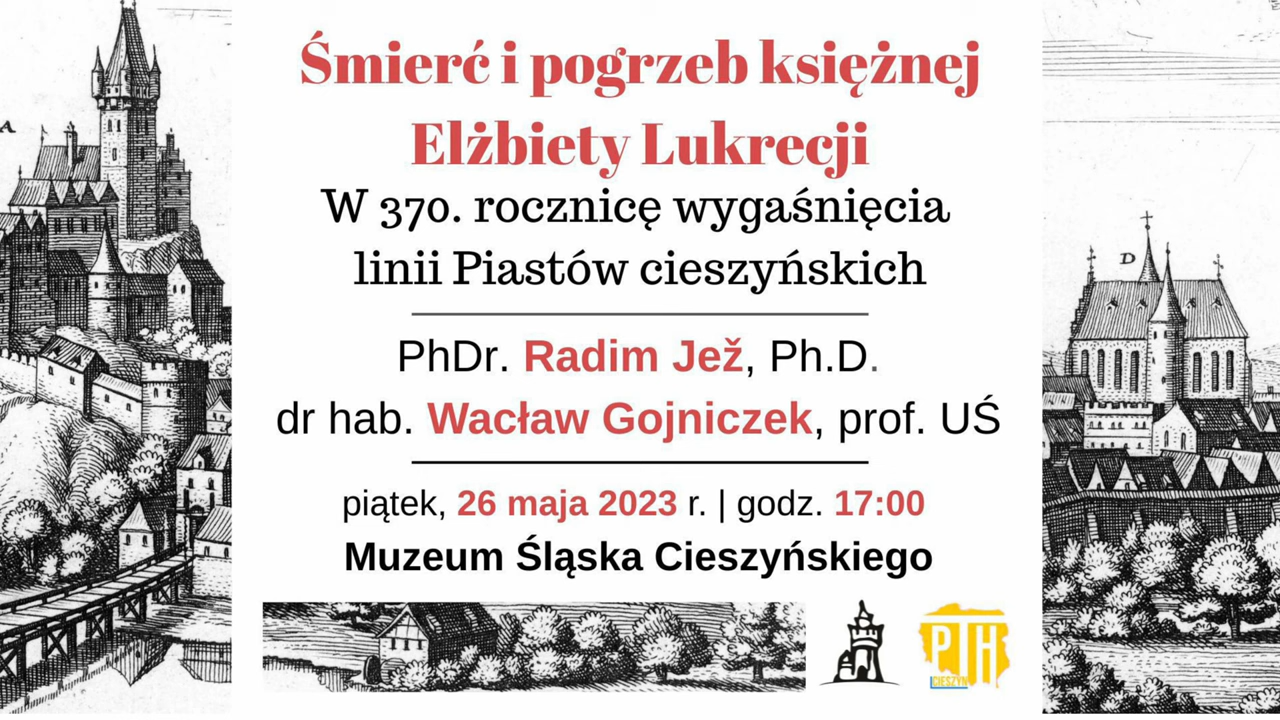 Śmierć i pogrzeb księżnej
Elżbiety Lukrecji
W 370. rocznicę wygaśnięcia
linii Piastów cieszyńskich
PhDr. Radim Jež, Ph.D.
dr hab. Wacław Gojniczek, prof. UŚ
piątek, 26 maja 2023 r. | godz. 17:00
Muzeum Śląska Cieszyńskiego
A
D
PTH
CIESZYN